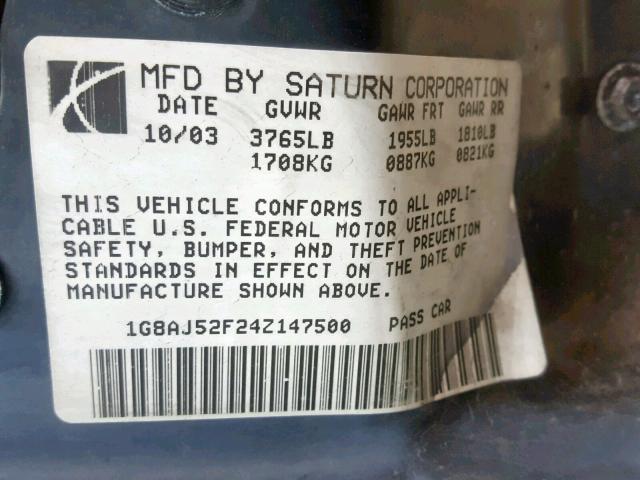 MFD BY SATURN CORPORATION
DATE GVWR GAWR FRT GAWR RR
10/03 3765LB 1955LB 1810LB
1708KG 0887KG 0821KG
THIS VEHICLE CONFORMS TO ALL APPLI-
CABLE U.S. FEDERAL MOTOR VEHICLE
SAFETY, BUMPER, AND THEFT PREVENTION
STANDARDS IN EFFECT ON THE DATE OF
MANUFACTURE SHOWN ABOVE.
1G8AJ52F24Z147500 PASS CAR